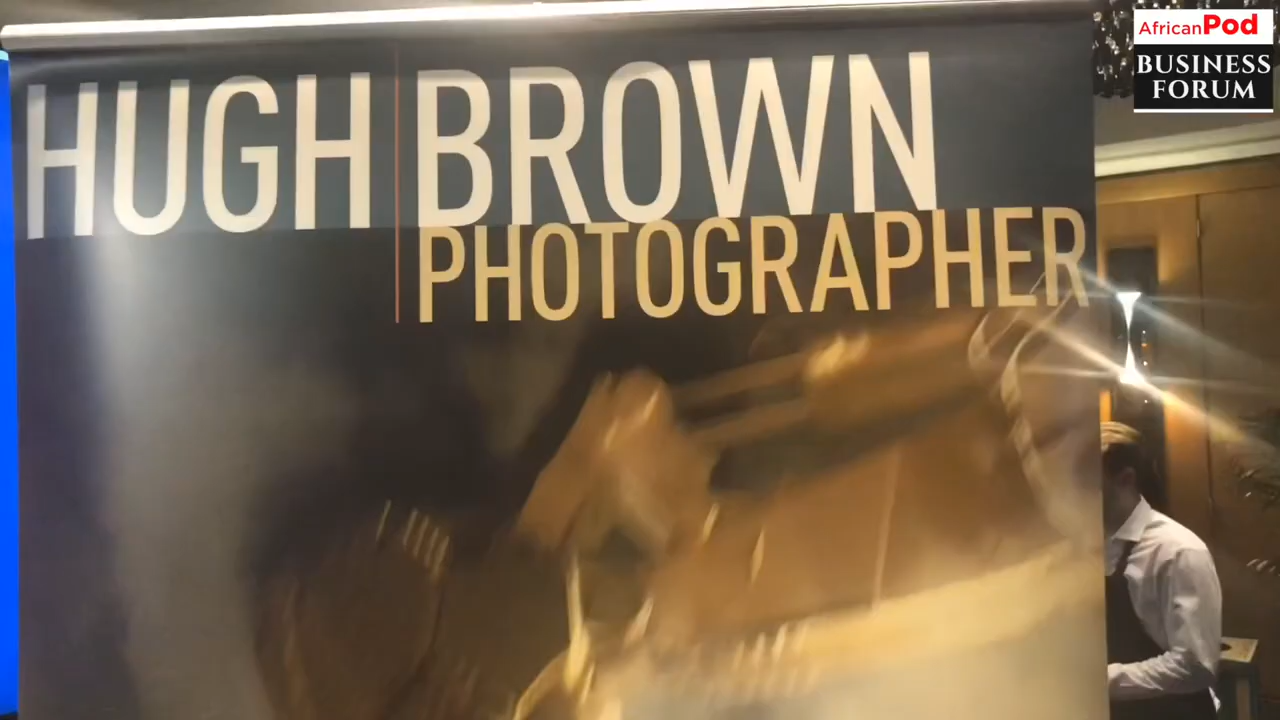 HUGH BROWN
PHOTOGRAPHER
AfricanPod
BUSINESS
FORUM